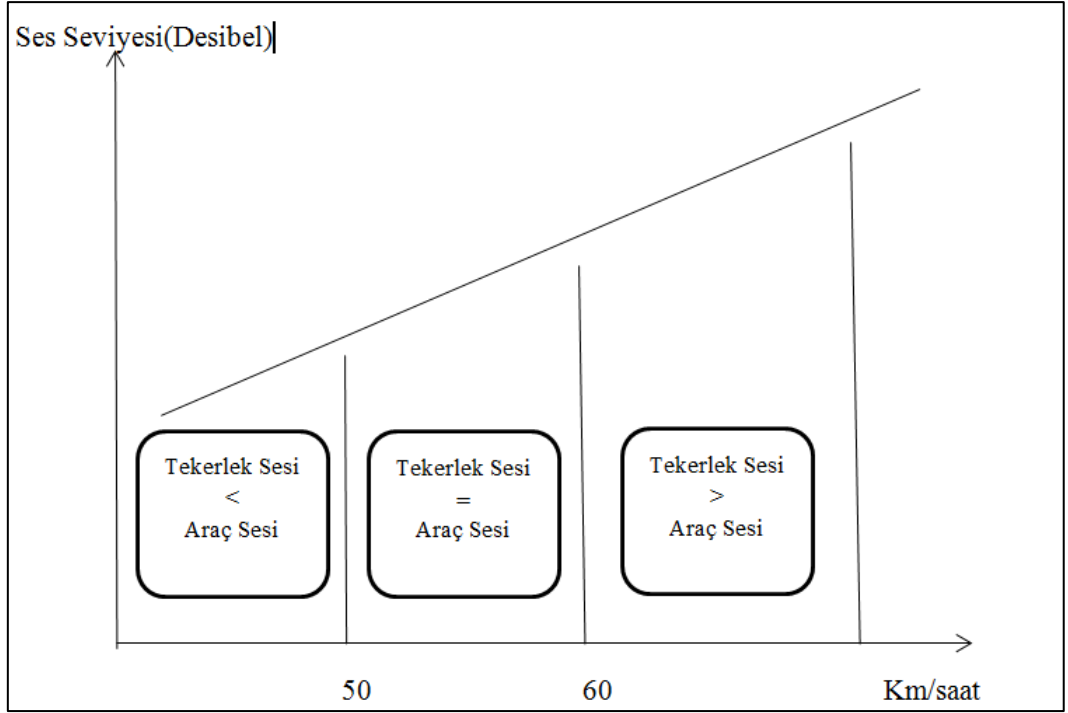 Ses Seviyesi(Desibel)
Tekerlek Sesi
<
Araç Sesi
Tekerlek Sesi
=
Araç Sesi
Tekerlek Sesi
>
Araç Sesi
50
60
Km/saat